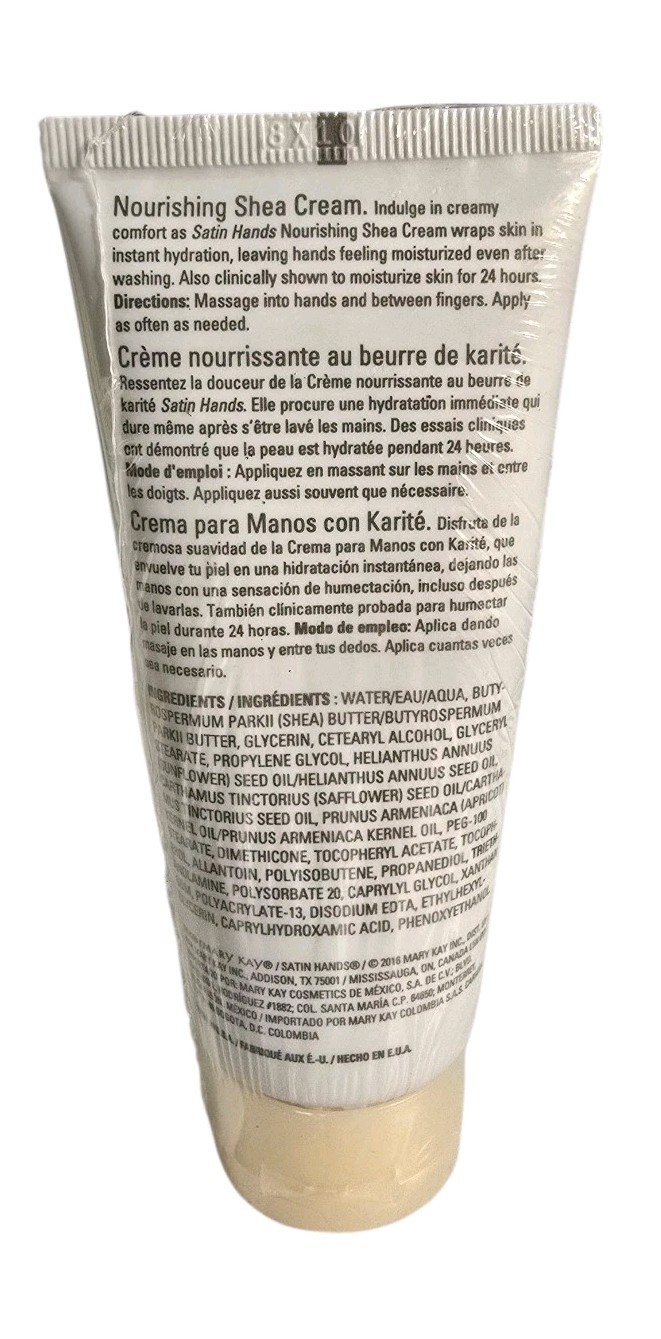 8X10
Nourishing Shea Cream. Indulge in creamy
comfort as Satin Hands Nourishing Shea Cream wraps skin in
instant hydration, leaving hands feeling moisturized even after
washing. Also clinically shown to moisturize skin for 24 hours.
Directions: Massage into hands and between fingers. Apply
as often as needed.
Crème nourrissante au beurre de karité.
Ressentez la douceur de la Crème nourrissante au beurre de
karité Satin Hands. Elle procure une hydratation immédiate qui
dure même après s'être lavé les mains. Des essais cliniques
ont démontré que la peau est hydratée pendant 24 heures.
Mode d'emploi : Appliquez en massant sur les mains et entre
les doigts. Appliquez aussi souvent que nécessaire.
Crema para Manos con Karité. Disfruta de la
cremosa suavidad de la Crema para Manos con Karité, que
envuelve tu piel en una hidratación instantánea, dejando las
manos con una sensación de humectación, incluso después
de lavarlas. También clínicamente probada para humectar
la piel durante 24 horas. Modo de empleo: Aplica dando
masaje en las manos y entre tus dedos. Aplica cuantas veces
sea necesario.
INGREDIENTS / INGRÉDIENTS : WATER/EAU/AQUA, BUTY-
ROSPERMUM PARKII (SHEA) BUTTER/BUTYROSPERMUM
PARKII BUTTER, GLYCERIN, CETEARYL ALCOHOL, GLYCERYL
STEARATE, PROPYLENE GLYCOL, HELIANTHUS ANNUUS
(SUNFLOWER) SEED OIL/HELIANTHUS ANNUUS SEED OIL,
CARTHAMUS TINCTORIUS (SAFFLOWER) SEED OIL/CARTHA-
MUS TINCTORIUS SEED OIL, PRUNUS ARMENIACA (APRICOT)
KERNEL OIL/PRUNUS ARMENIACA KERNEL OIL, PEG-100
STEARATE, DIMETHICONE, TOCOPHERYL ACETATE, TOCOPH-
ALLANTOIN, POLYISOBUTENE, PROPANEDIOL, TRIETH-
ANOLAMINE, POLYSORBATE 20, CAPRYLYL GLYCOL, XANTHAN
POLYACRYLATE-13, DISODIUM EDTA, ETHYLHEXYL-
GLYCERIN, CAPRYLHYDROXAMIC ACID, PHENOXYETHANOL
MARY KAY® / SATIN HANDS® / © 2016 MARY KAY INC.,
KAY INC., ADDISON, TX 75001 / MISSISSAUGA, ON, CANADA
POR: MARY KAY COSMETICS DE MÉXICO, S.A. DE C.V.;
RODRÍGUEZ #1882; COL. SANTA MARÍA C.P. 64650; MONTERREY,
MÉXICO / IMPORTADO POR MARY KAY COLOMBIA S.A.S.
D.C. COLOMBIA
FABRIQUÉ AUX É.-U. / HECHO EN E.U.A.